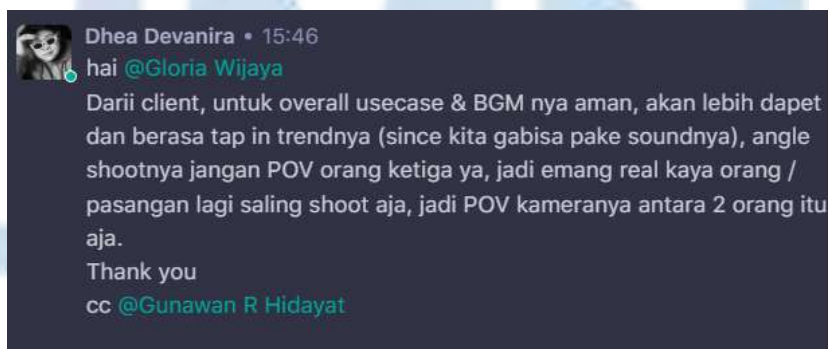 Dhea Devanira • 15:46
hai @Gloria Wijaya
Darii client, untuk overall usecase & BGM nya aman, akan lebih dapet
dan berasa tap in trendnya (since kita gabisa pake soundnya), angle
shootnya jangan POV orang ketiga ya, jadi emang real kaya orang /
pasangan lagi saling shoot aja, jadi POV kameranya antara 2 orang itu
aja.
Thank you
cc @Gunawan R Hidayat